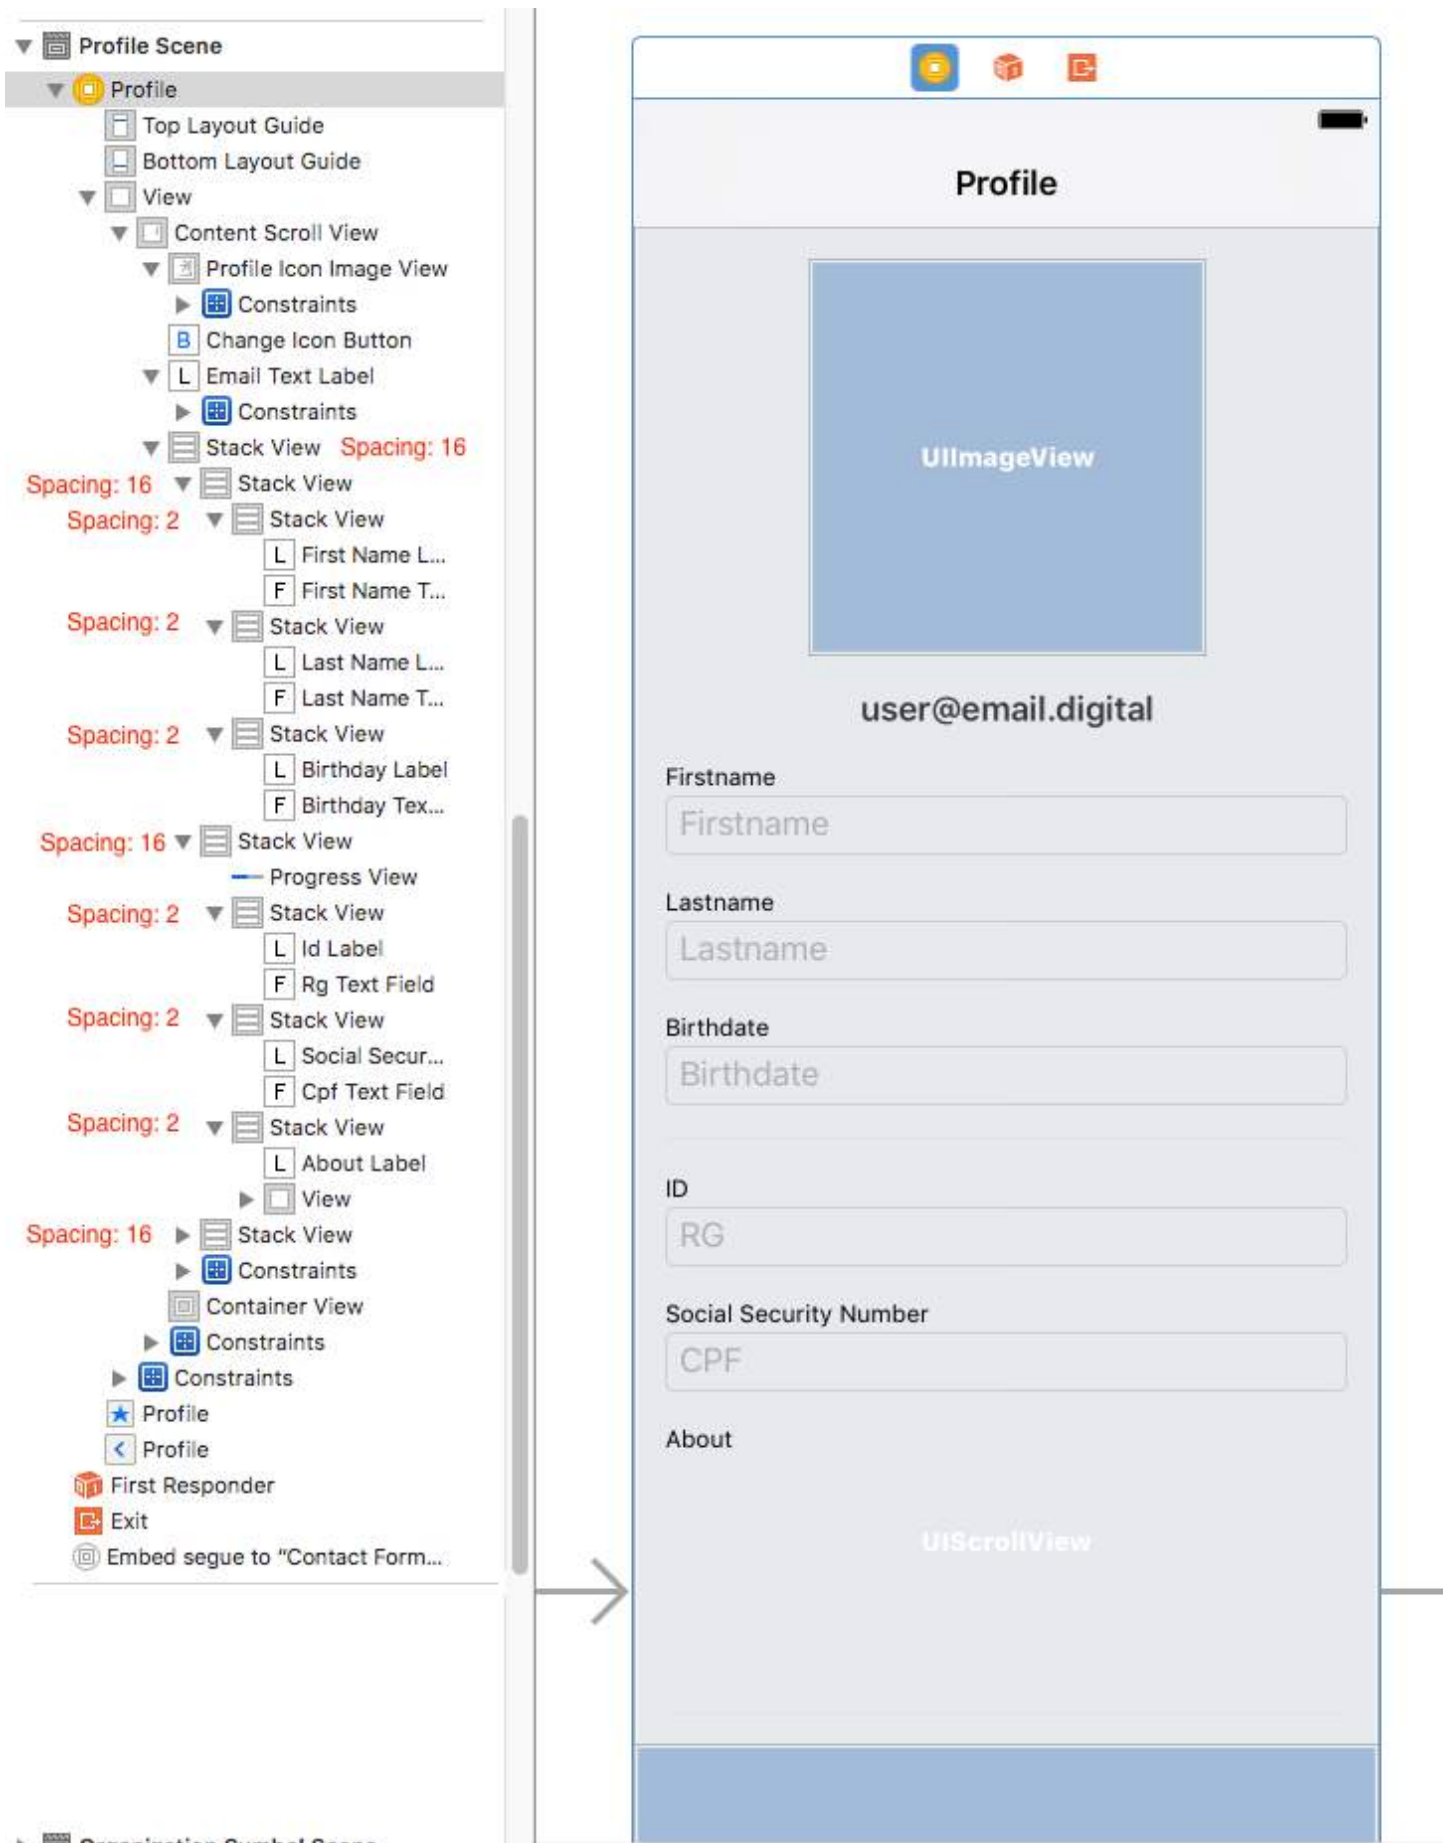 Profile Scene
Profile
Top Layout Guide
Bottom Layout Guide
View
Content Scroll View
Profile Icon Image View
Constraints
B Change Icon Button
L Email Text Label
Constraints
Stack View Spacing: 16
Spacing: 16 Stack View
Spacing: 2 Stack View
L First Name L...
F First Name T...
Spacing: 2 Stack View
L Last Name L...
F Last Name T...
Spacing: 2 Stack View
L Birthday Label
F Birthday Tex...
Spacing: 16 Stack View
Progress View
Spacing: 2 Stack View
L Id Label
F Rg Text Field
Spacing: 2 Stack View
L Social Secur...
F Cpf Text Field
Spacing: 2 Stack View
L About Label
View
Spacing: 16 Stack View
Constraints
Container View
Constraints
Constraints
Profile
Profile
First Responder
Exit
Embed segue to “Contact Form...
Profile
UIImageView
user@email.digital
Firstname
Firstname
Lastname
Lastname
Birthdate
Birthdate
ID
RG
Social Security Number
CPF
About
UIScrollView